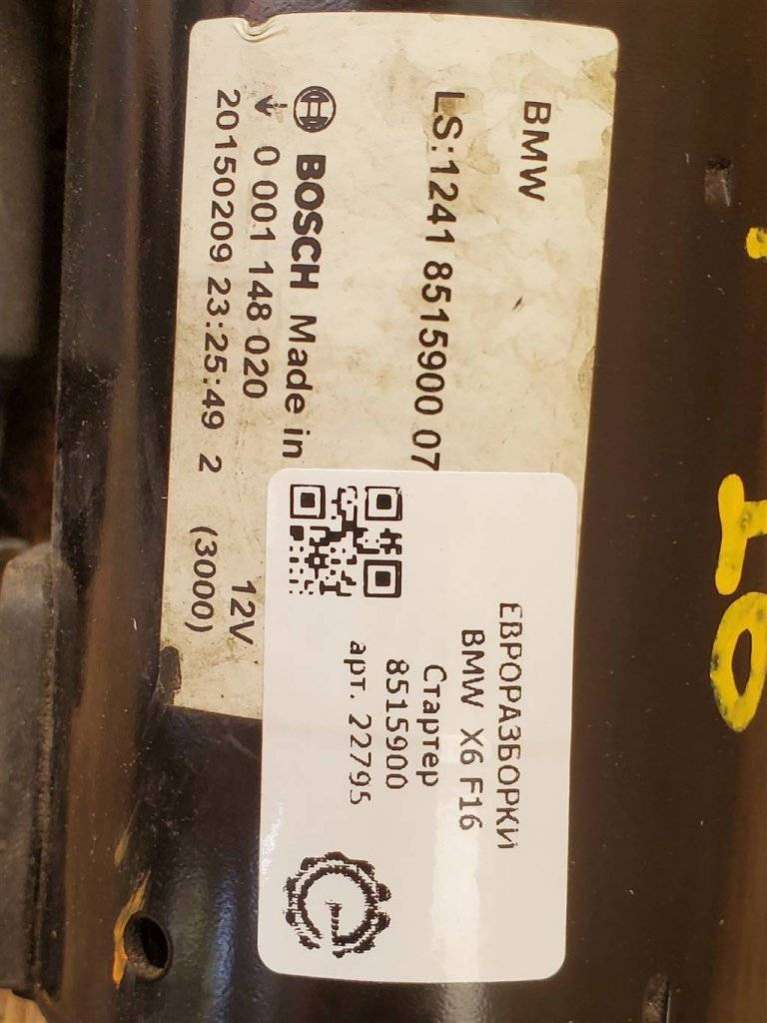 BMW
LS:1241 8515900 07
BOSCH Made in
0 001 148 020 12V
20150209 23:25:49 2 (3000)
ЕВРОРАЗБОРКИ
BMW X6 F16
Стартер
8515900
арт. 22795